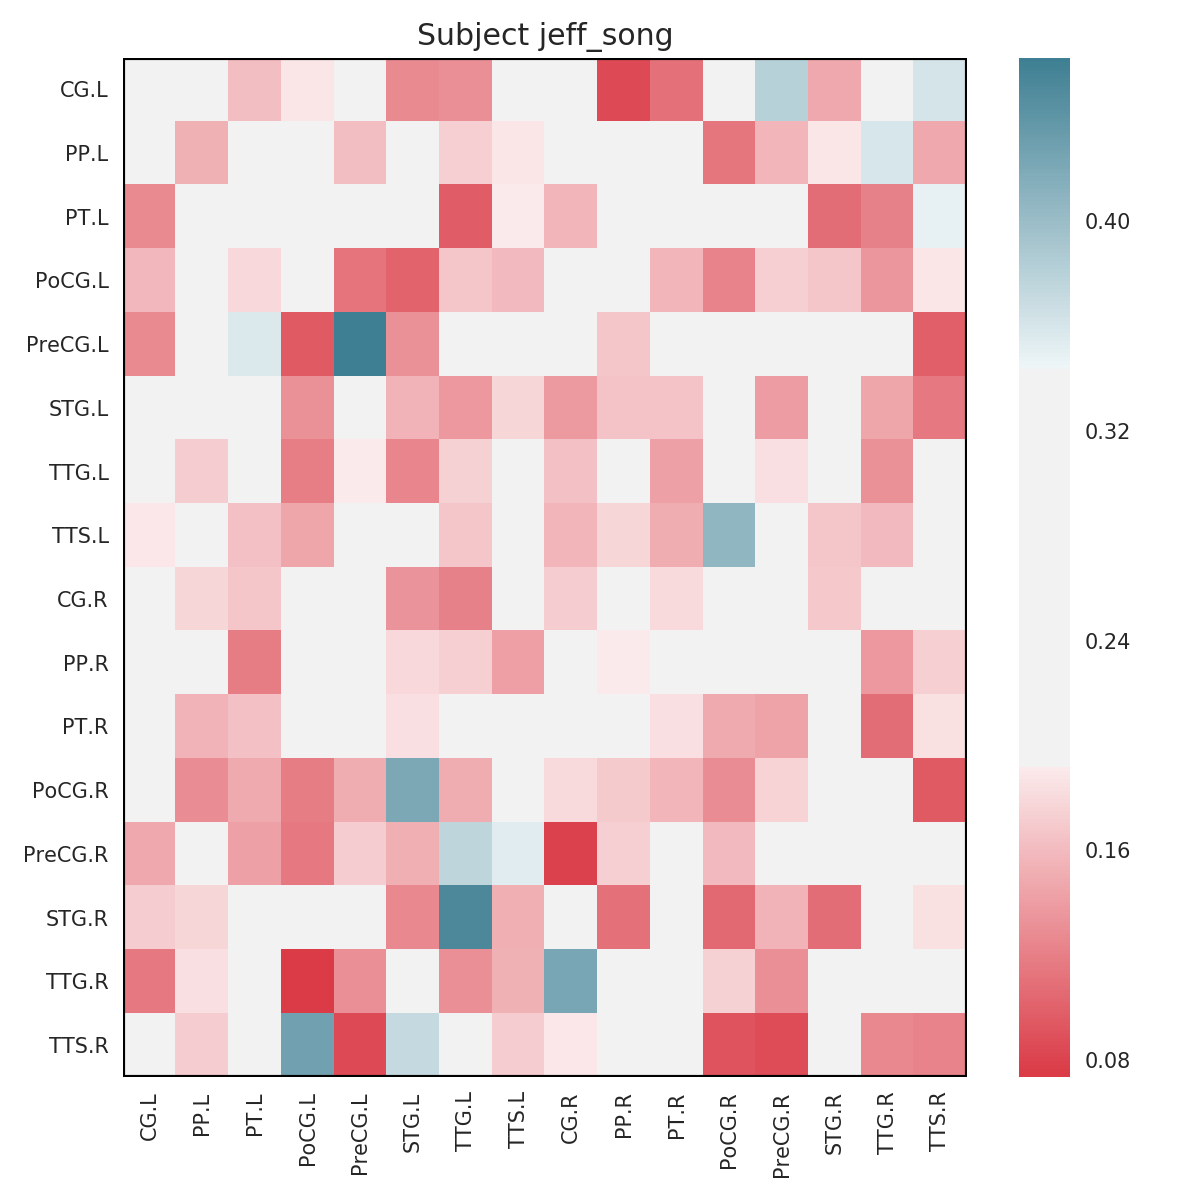 Subject jeff_song
CG.L
PP.L
PT.L
PoCG.L
PreCG.L
STG.L
TTG.L
TTS.L
CG.R
PP.R
PT.R
PoCG.R
PreCG.R
STG.R
TTG.R
TTS.R
CG.L
PP.L
PT.L
PoCG.L
PreCG.L
STG.L
TTG.L
TTS.L
CG.R
PP.R
PT.R
PoCG.R
PreCG.R
STG.R
TTG.R
TTS.R
0.40
0.32
0.24
0.16
0.08